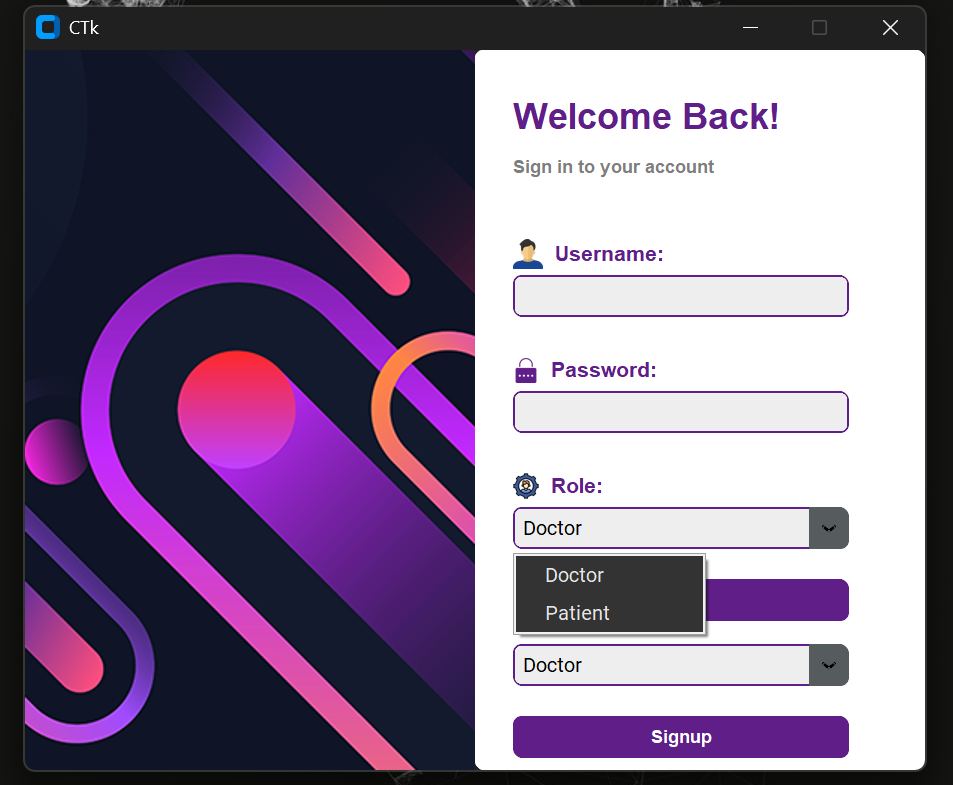 CTk
Welcome Back!
Sign in to your account
Username:
Password:
Role:
Doctor
Doctor
Patient
Doctor
Signup